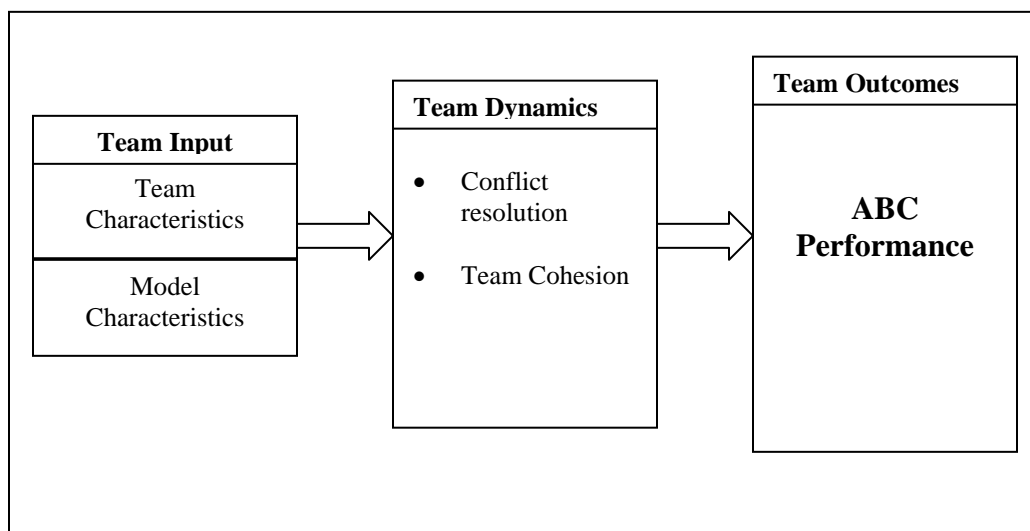 Team Input
Team
Characteristics
Model
Characteristics
Team Dynamics
• Conflict
resolution
• Team Cohesion
Team Outcomes
ABC
Performance